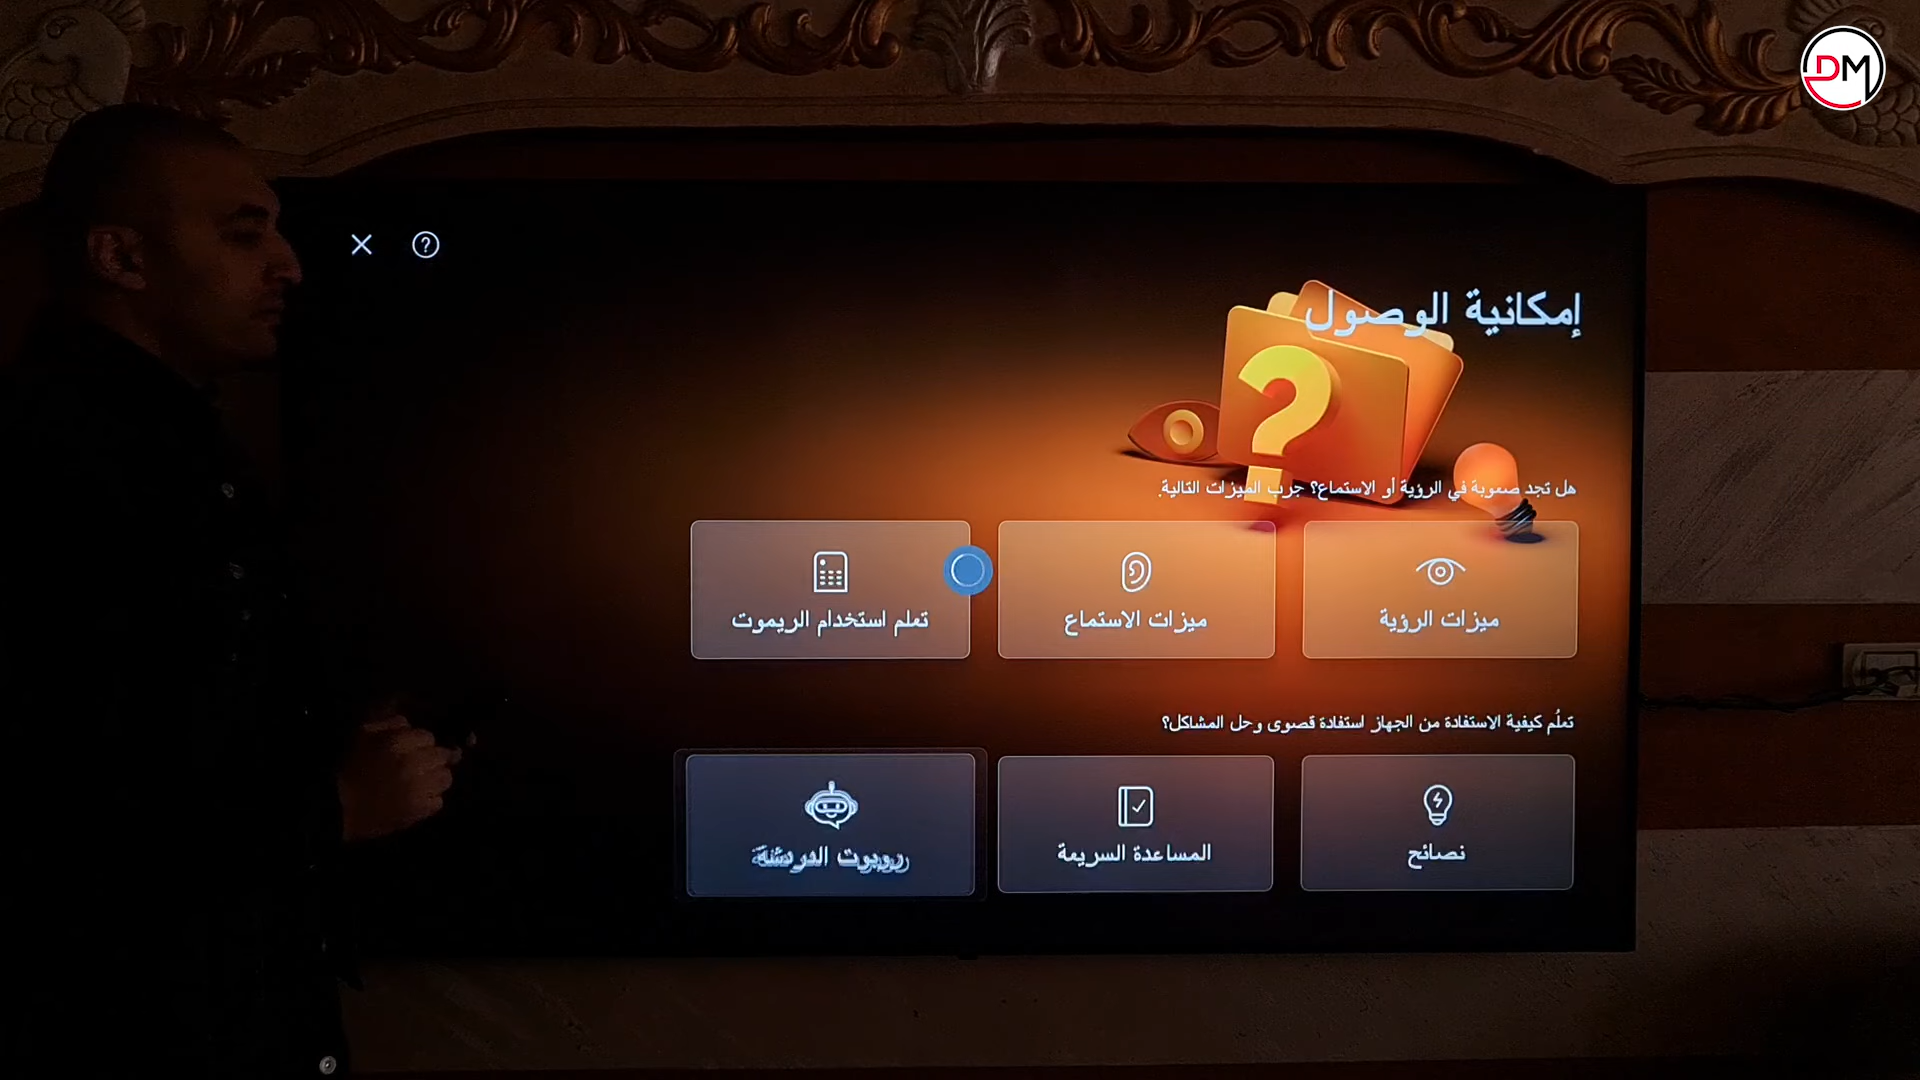 DM
إمكانية الوصول
هل تجد صعوبة في الرؤية أو الاستماع؟ جرب الميزات التالية.
ميزات الرؤية
ميزات الاستماع
تعلم استخدام الريموت
تعلُم كيفية الاستفادة من الجهاز استفادة قصوى وحل المشاكل؟
نصائح
المساعدة السريعة
روبوت الدردشة